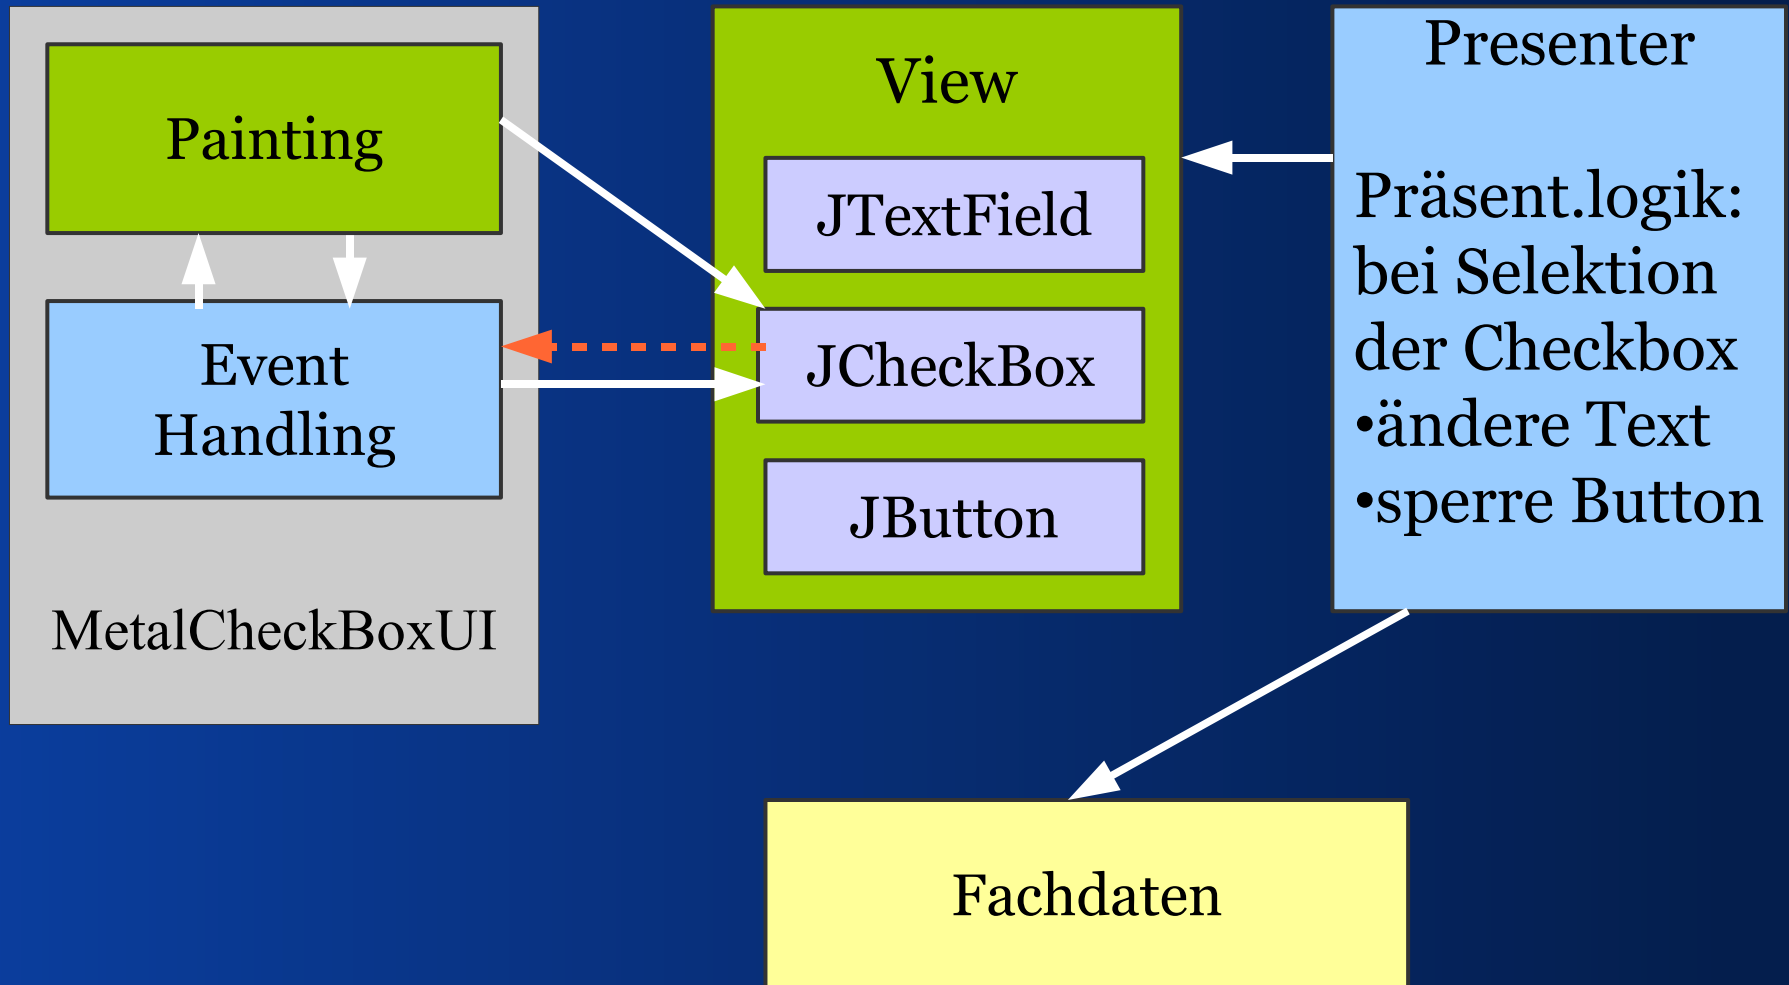 Painting
Event
Handling
MetalCheckBoxUI
View
JTextField
JCheckBox
JButton
Presenter
Präsent.logik:
bei Selektion
der Checkbox
•ändere Text
•sperre Button
Fachdaten